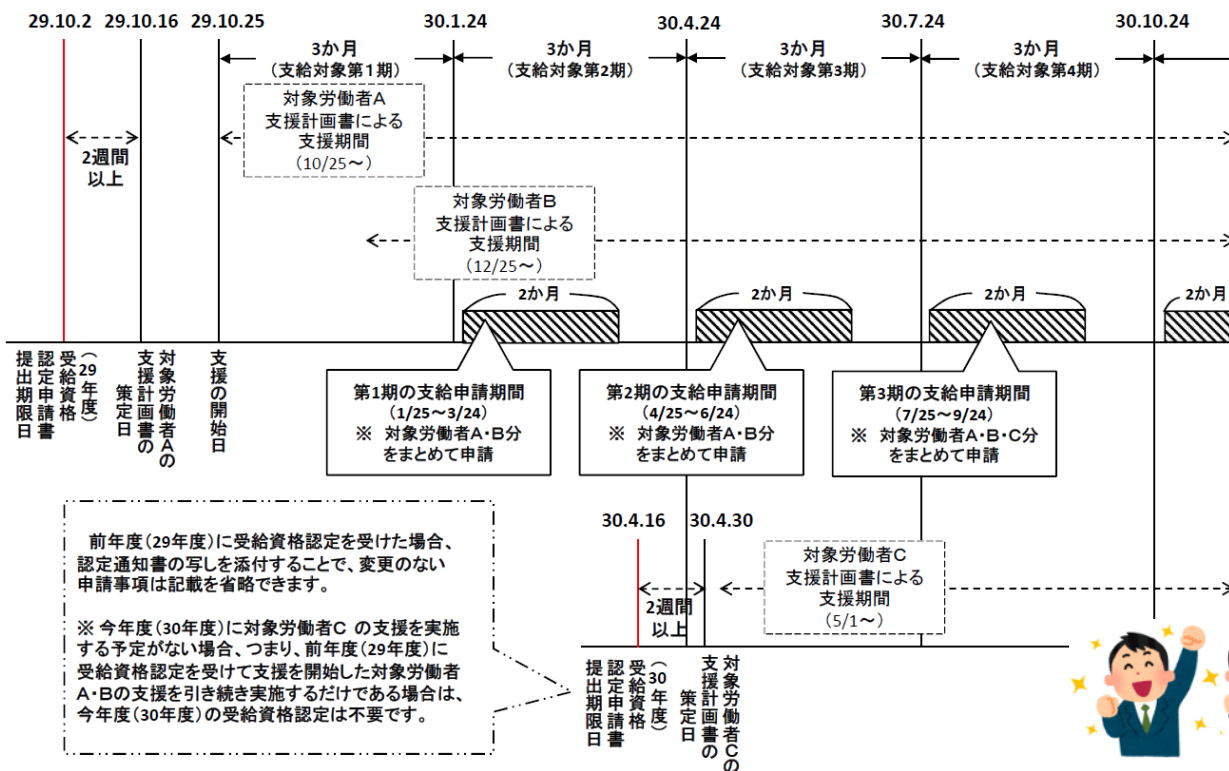 29.10.2
29.10.16
29.10.25
30.1.24
30.4.24
30.7.24
30.10.24
3か月
(支給対象第1期)
3か月
(支給対象第2期)
3か月
(支給対象第3期)
3か月
(支給対象第4期)
2週間
以上
対象労働者A
支援計画書による
支援期間
(10/25～)
対象労働者B
支援計画書による
支援期間
(12/25～)
2か月
2か月
2か月
2か月
(29年度)
受給資格
認定申請書
提出期限日
対象労働者Aの
支援計画書の
策定日
支援の開始日
第1期の支給申請期間
(1/25～3/24)
※ 対象労働者A・B分
をまとめて申請
第2期の支給申請期間
(4/25～6/24)
※ 対象労働者A・B分
をまとめて申請
第3期の支給申請期間
(7/25～9/24)
※ 対象労働者A・B・C分
をまとめて申請
前年度(29年度)に受給資格認定を受けた場合、
認定通知書の写しを添付することで、変更のない
申請事項は記載を省略できます。
※ 今年度(30年度)に対象労働者C の支援を実施
する予定がない場合、つまり、前年度(29年度)に
受給資格認定を受けて支援を開始した対象労働者
A・Bの支援を引き続き実施するだけである場合は、
今年度(30年度)の受給資格認定は不要です。
30.4.16
30.4.30
2週間
以上
対象労働者C
支援計画書による
支援期間
(5/1～)
(30年度)
受給資格
認定申請書
提出期限日
対象労働者Cの
支援計画書の
策定日